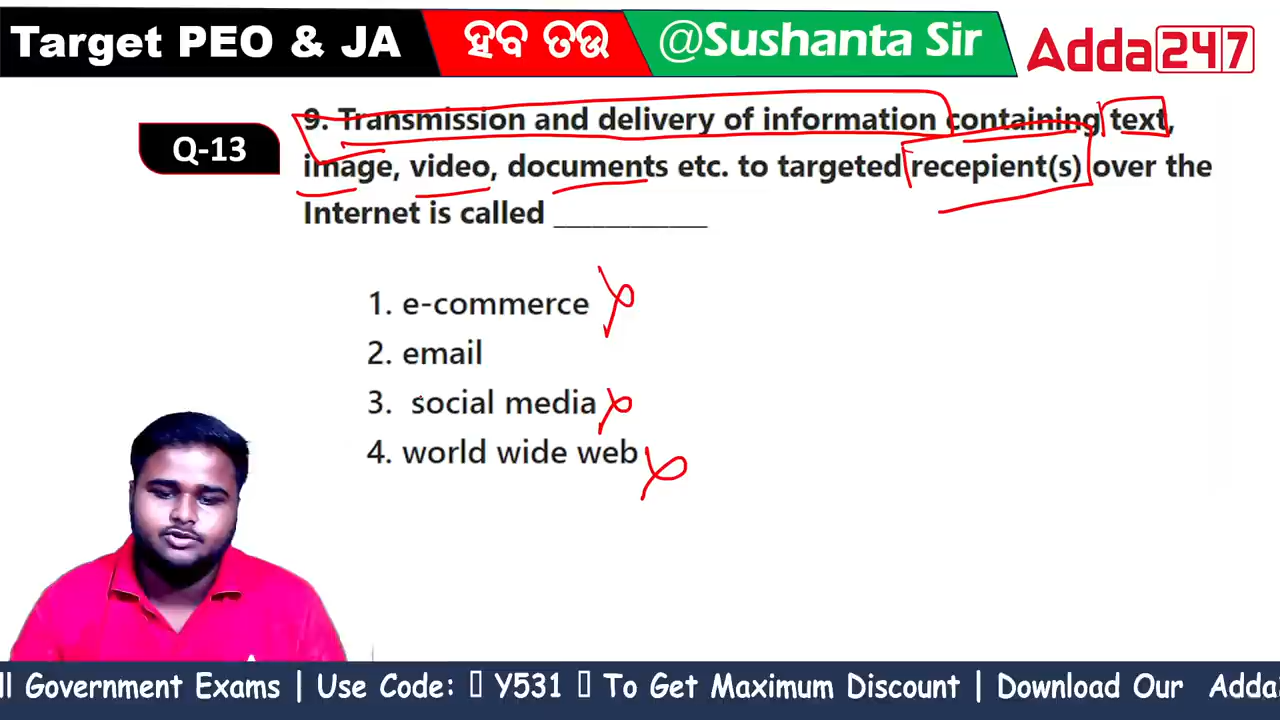 Target PEO & JA
ହବ ତଉ
@Sushanta Sir
Adda247
Q-13
9. Transmission and delivery of information containing text,
image, video, documents etc. to targeted recepient(s) over the
Internet is called ___________
1. e-commerce
2. email
3. social media
4. world wide web
ll Government Exams | Use Code: Y531 To Get Maximum Discount | Download Our Adda